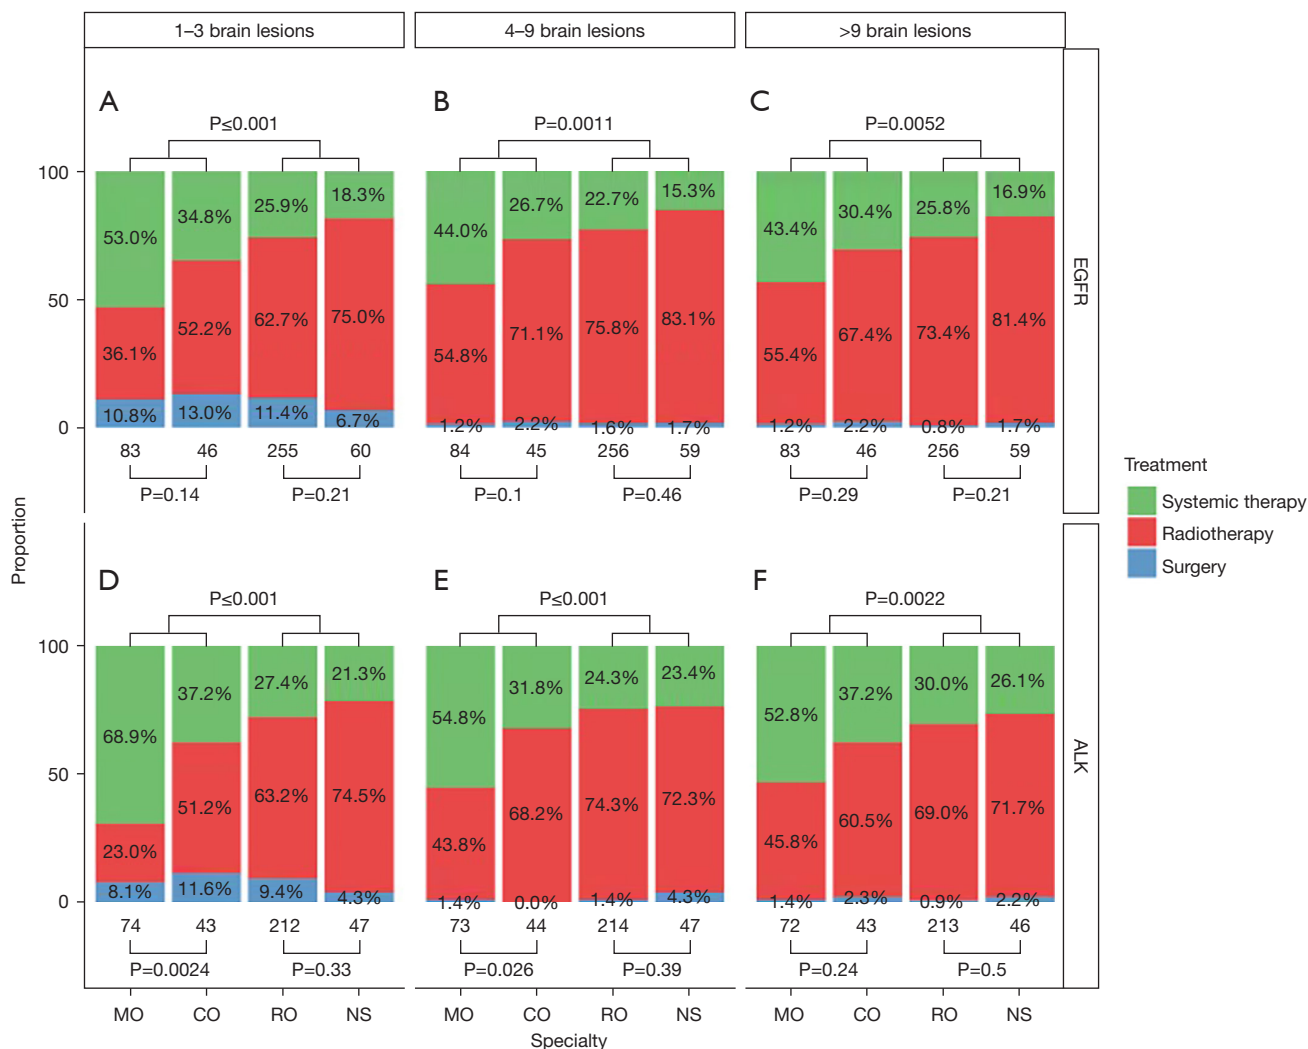 1–3 brain lesions
4–9 brain lesions
>9 brain lesions
A
B
C
P≤0.001
P=0.0011
P=0.0052
EGFR
100
50
0
53.0%
34.8%
25.9%
18.3%
36.1%
52.2%
62.7%
75.0%
10.8%
13.0%
11.4%
6.7%
44.0%
26.7%
22.7%
15.3%
54.8%
71.1%
75.8%
83.1%
1.2%
2.2%
1.6%
1.7%
43.4%
30.4%
25.8%
16.9%
55.4%
67.4%
73.4%
81.4%
1.2%
2.2%
0.8%
1.7%
83 46 255 60
84 45 256 59
83 46 256 59
P=0.14
P=0.21
P=0.1
P=0.46
P=0.29
P=0.21
Proportion
Treatment
Systemic therapy
Radiotherapy
Surgery
D
E
F
P≤0.001
P≤0.001
P=0.0022
ALK
100
50
0
68.9%
37.2%
27.4%
21.3%
23.0%
51.2%
63.2%
74.5%
8.1%
11.6%
9.4%
4.3%
54.8%
31.8%
24.3%
23.4%
43.8%
68.2%
74.3%
72.3%
1.4%
0.0%
1.4%
4.3%
52.8%
37.2%
30.0%
26.1%
45.8%
60.5%
69.0%
71.7%
1.4%
2.3%
0.9%
2.2%
74 43 212 47
73 44 214 47
72 43 213 46
P=0.0024
P=0.33
P=0.026
P=0.39
P=0.24
P=0.5
MO CO RO NS
MO CO RO NS
MO CO RO NS
Specialty